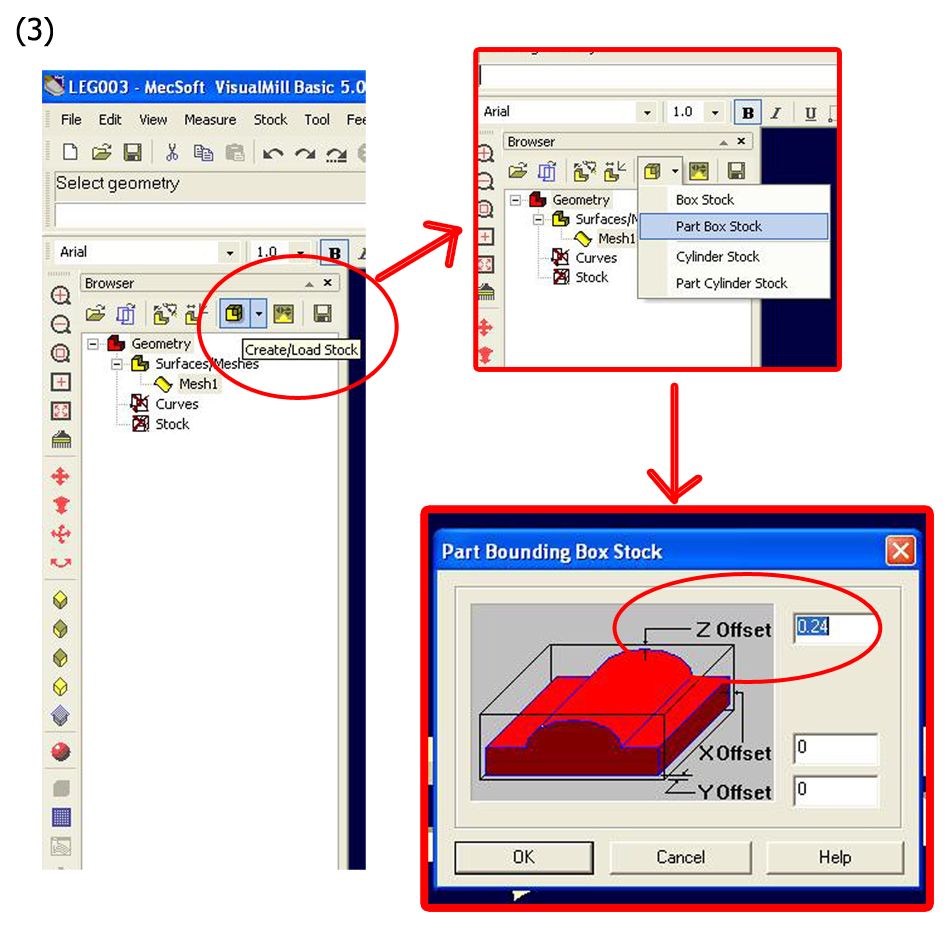 (3)
LEG003 - MecSoft VisualMill Basic 5.0
File Edit View Measure Stock Tool Fee
Select geometry
Arial 1.0 B I
Browser
Create/Load Stock
Geometry
Surfaces/Meshes
Mesh1
Curves
Stock
Arial 1.0 B I U
Browser
Geometry
Surfaces/M
Mesh1
Curves
Stock
Box Stock
Part Box Stock
Cylinder Stock
Part Cylinder Stock
Part Bounding Box Stock
Z Offset 0.24
X Offset 0
Y Offset 0
OK Cancel Help